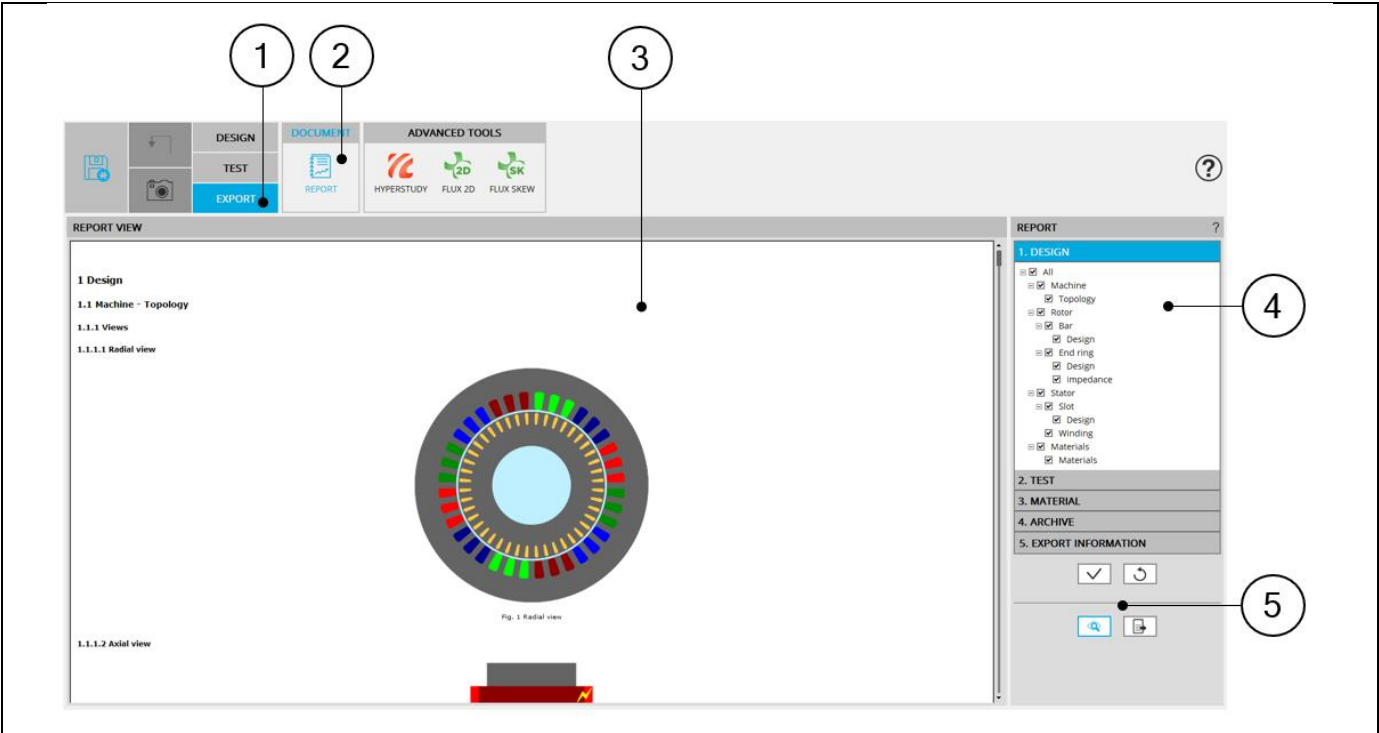 1
2
3
DESIGN
DOCUMENT
ADVANCED TOOLS
TEST
EXPORT
REPORT
HYPERSTUDY
2D
FLUX 2D
SK
FLUX SKEW
?
REPORT VIEW
REPORT
?
1 Design
1.1 Machine - Topology
1.1.1 Views
1.1.1.1 Radial view
Fig. 1 Radial view
1.1.1.2 Axial view
1. DESIGN
All
Machine
Topology
Rotor
Bar
Design
End ring
Design
Impedance
Stator
Slot
Design
Winding
Materials
Materials
2. TEST
3. MATERIAL
4. ARCHIVE
5. EXPORT INFORMATION
4
5